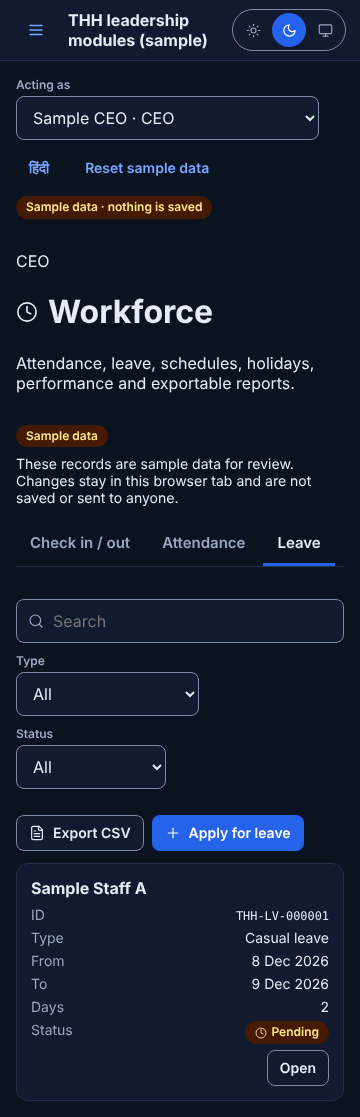 THH leadership
modules (sample)
Acting as
Sample CEO · CEO
हिंदी
Reset sample data
Sample data · nothing is saved
CEO
Workforce
Attendance, leave, schedules, holidays,
performance and exportable reports.
Sample data
These records are sample data for review.
Changes stay in this browser tab and are not
saved or sent to anyone.
Check in / out
Attendance
Leave
Search
Type
All
Status
All
Export CSV
Apply for leave
Sample Staff A
ID THH-LV-000001
Type Casual leave
From 8 Dec 2026
To 9 Dec 2026
Days 2
Status Pending
Open